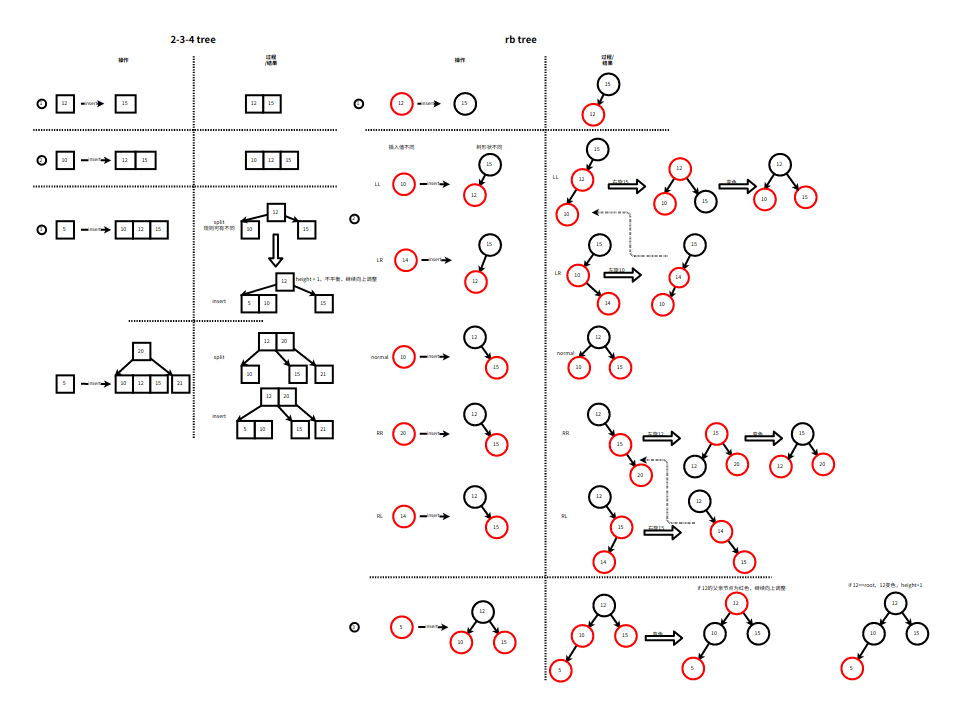 2-3-4 tree
rb tree
操作
过程
/结果
操作
过程/
结果
12
insert
15
12 15
12
insert
15
15
12
10
insert
12 15
10 12 15
插入值不同
树形状不同
LL
10
insert
15
12
LL
15
12
10
12
10
15
变色
12
10
15
5
insert
10 12 15
split
规则可有不同
12
10
15
height + 1，不平衡，继续向上调整
12
insert
5 10
15
LR
14
insert
15
12
LR
15
10
14
左旋10
15
14
10
20
5
insert
10 12 15
21
split
12 20
10
15
21
insert
12 20
5 10
15
21
normal
10
insert
12
15
normal
12
10
15
RR
20
insert
12
15
RR
12
15
20
左旋12
15
12
20
变色
15
12
20
RL
14
insert
12
15
RL
12
15
14
右旋15
12
14
15
5
insert
12
10
15
12
10
15
5
变色
if 12的父亲节点为红色，继续向上调整
12
10
15
5
if 12==root，12变色，height+1
12
10
15
5